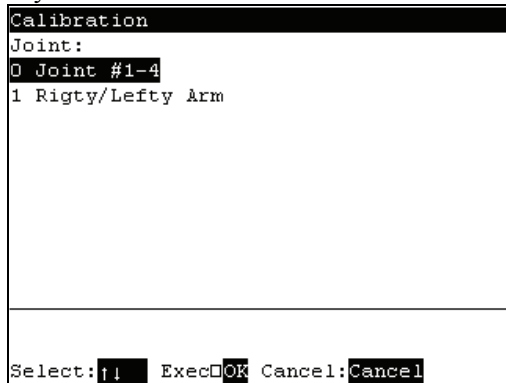 Calibration
Joint:
0 Joint #1-4
1 Rigty/Lefty Arm
Select:↑↓ Exec□OK Cancel:Cancel